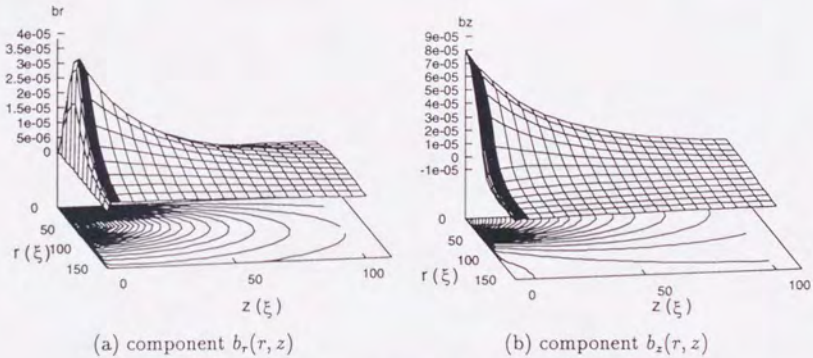 br
4e-05
3.5e-05
3e-05
2.5e-05
2e-05
1.5e-05
1e-05
5e-06
0
0
50
100
150
r (ξ)
0
50
100
z (ξ)
(a) component b_r(r, z)
bz
9e-05
8e-05
7e-05
6e-05
5e-05
4e-05
3e-05
2e-05
1e-05
0
-1e-05
0
50
100
150
r (ξ)
0
50
100
z (ξ)
(b) component b_z(r, z)